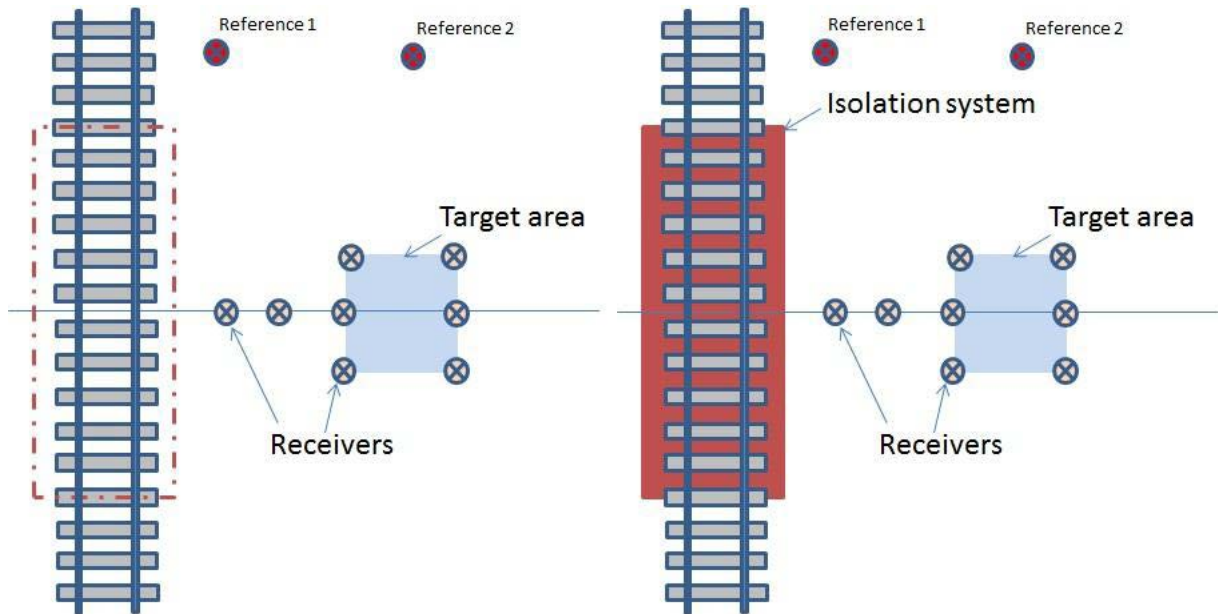 Reference 1
Reference 2
Target area
Receivers
Reference 1
Reference 2
Isolation system
Target area
Receivers